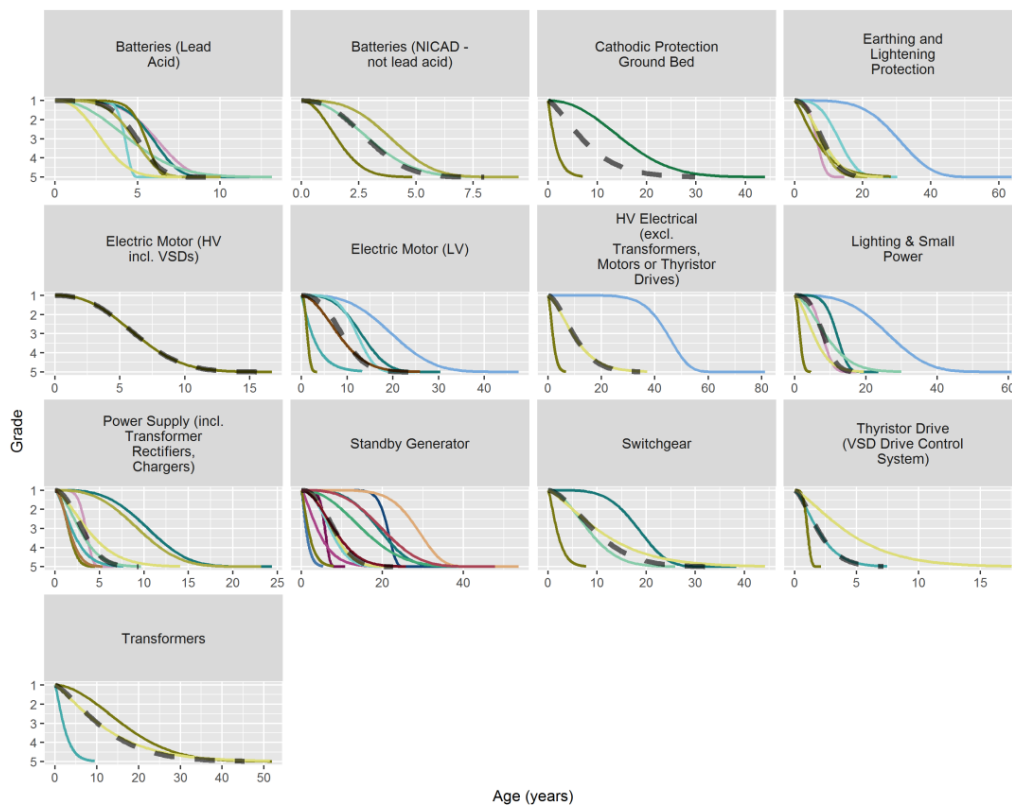 Batteries (Lead
Acid)
Batteries (NICAD -
not lead acid)
Cathodic Protection
Ground Bed
Earthing and
Lightening
Protection
1
2
3
4
5
0
5
10
0.0
2.5
5.0
7.5
0
10
20
30
40
0
20
40
60
Electric Motor (HV
incl. VSDs)
Electric Motor (LV)
HV Electrical
(excl.
Transformers,
Motors or Thyristor
Drives)
Lighting & Small
Power
1
2
3
4
5
0
5
10
15
0
10
20
30
40
0
20
40
60
80
0
20
40
60
Grade
Power Supply (incl.
Transformer
Rectifiers,
Chargers)
Standby Generator
Switchgear
Thyristor Drive
(VSD Drive Control
System)
1
2
3
4
5
0
5
10
15
20
25
0
20
40
0
10
20
30
40
0
5
10
15
Transformers
1
2
3
4
5
0
10
20
30
40
50
Age (years)